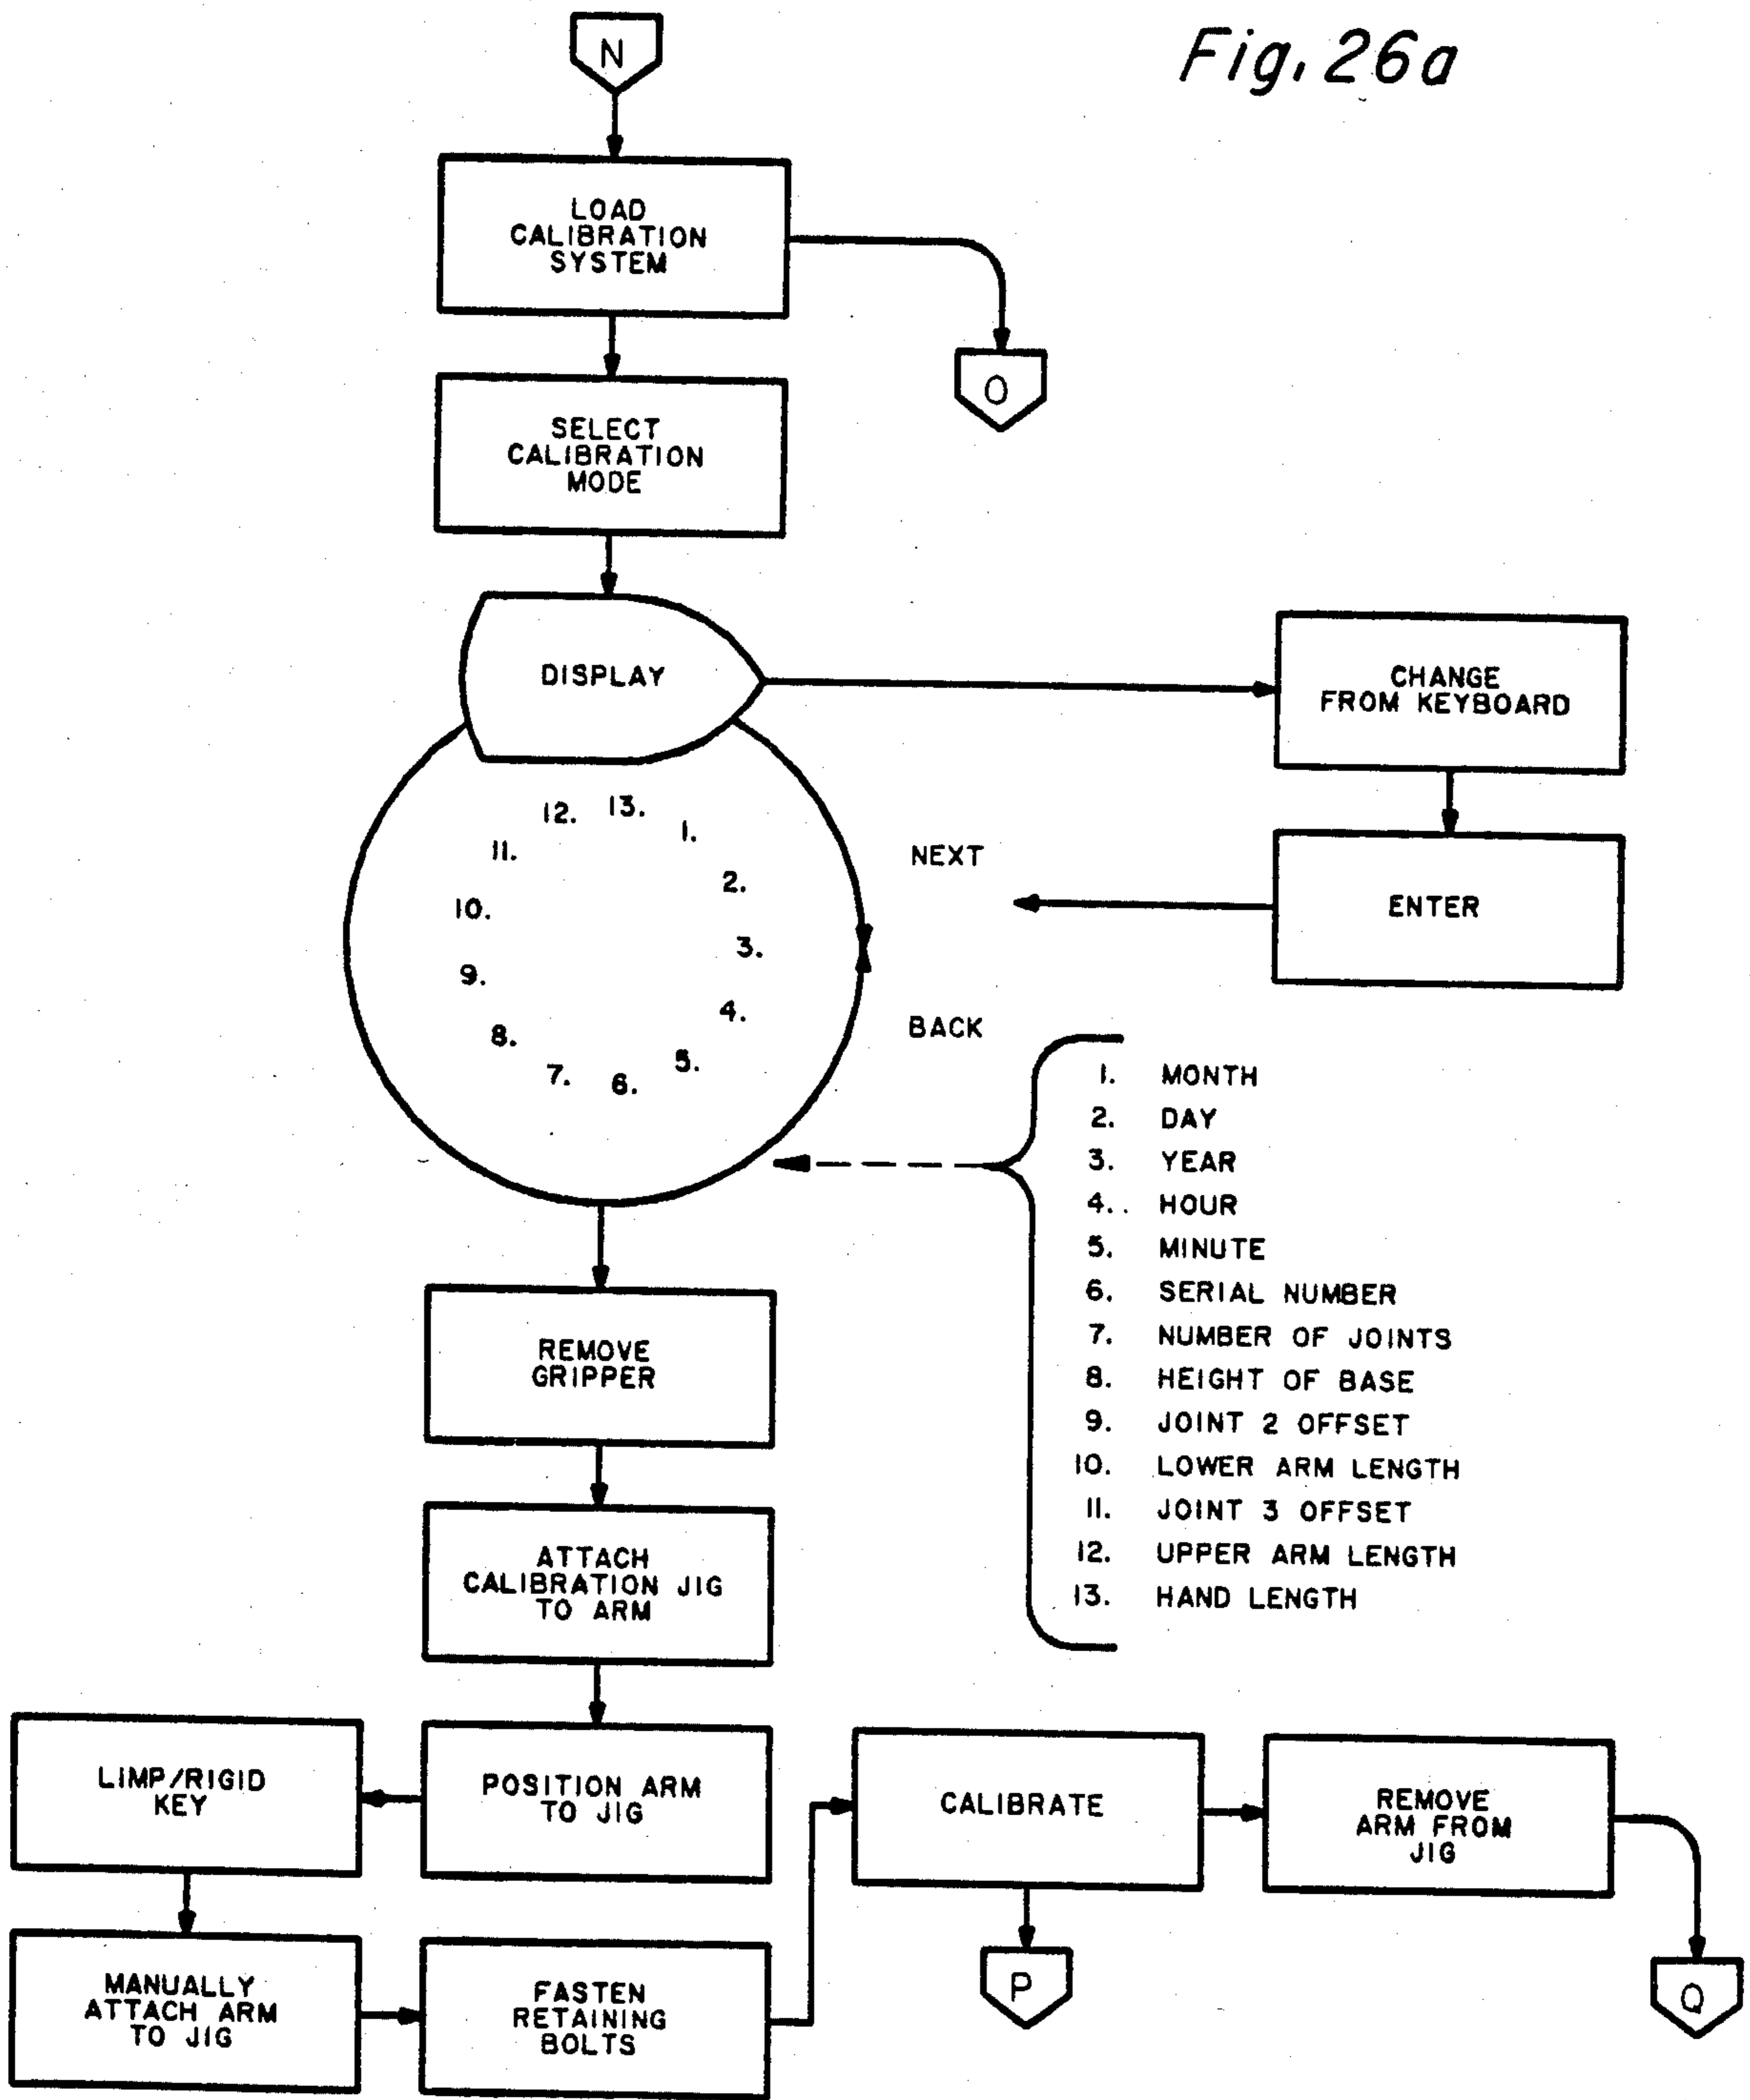 Fig. 26a
N
LOAD
CALIBRATION
SYSTEM
O
SELECT
CALIBRATION
MODE
DISPLAY
CHANGE
FROM KEYBOARD
ENTER
NEXT
BACK
13.
1.
2.
3.
4.
5.
6.
7.
8.
9.
10.
11.
12.
1. MONTH
2. DAY
3. YEAR
4.. HOUR
5. MINUTE
6. SERIAL NUMBER
7. NUMBER OF JOINTS
8. HEIGHT OF BASE
9. JOINT 2 OFFSET
10. LOWER ARM LENGTH
11. JOINT 3 OFFSET
12. UPPER ARM LENGTH
13. HAND LENGTH
REMOVE
GRIPPER
ATTACH
CALIBRATION JIG
TO ARM
POSITION ARM
TO JIG
LIMP/RIGID
KEY
MANUALLY
ATTACH ARM
TO JIG
FASTEN
RETAINING
BOLTS
CALIBRATE
P
REMOVE
ARM FROM
JIG
Q